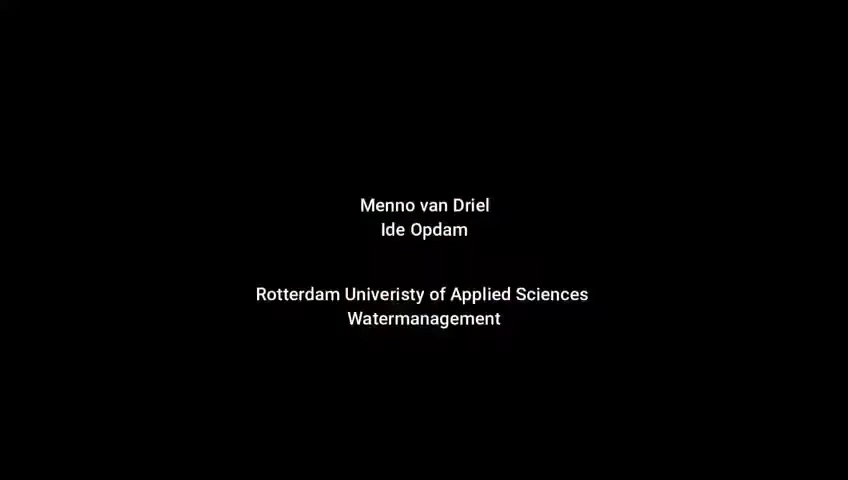 Menno van Driel
Ide Opdam
Rotterdam Univeristy of Applied Sciences
Watermanagement